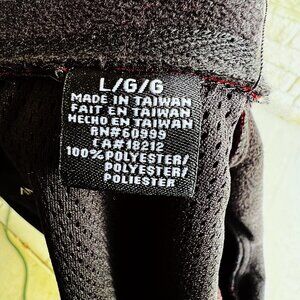 L/G/G
MADE IN TAIWAN
FAIT EN TAIWAN
HECHO EN TAIWAN
RN#60999
CA#18212
100% POLYESTER/
POLYESTER/
POLIESTER